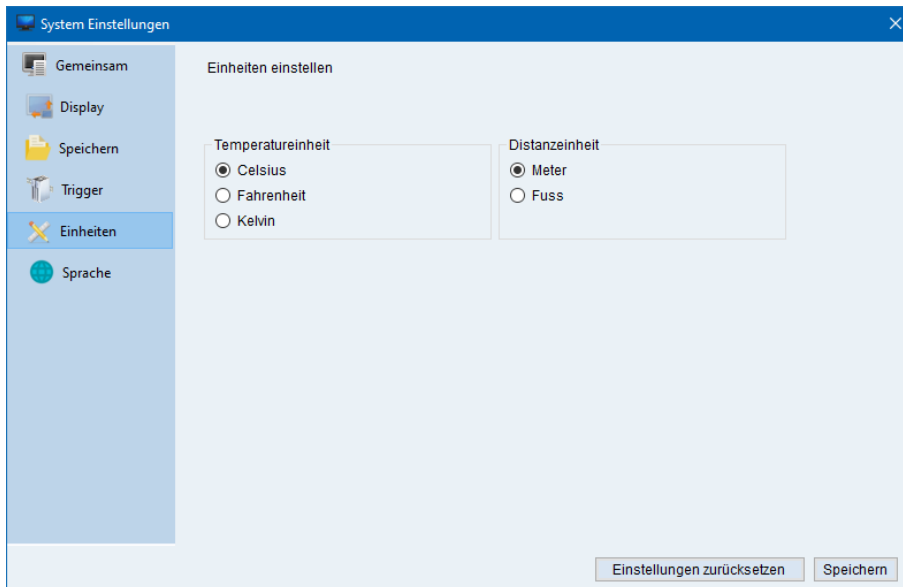 System Einstellungen
Gemeinsam
Display
Speichern
Trigger
Einheiten
Sprache
Einheiten einstellen
Temperatureinheit
Celsius
Fahrenheit
Kelvin
Distanzeinheit
Meter
Fuss
Einstellungen zurücksetzen
Speichern